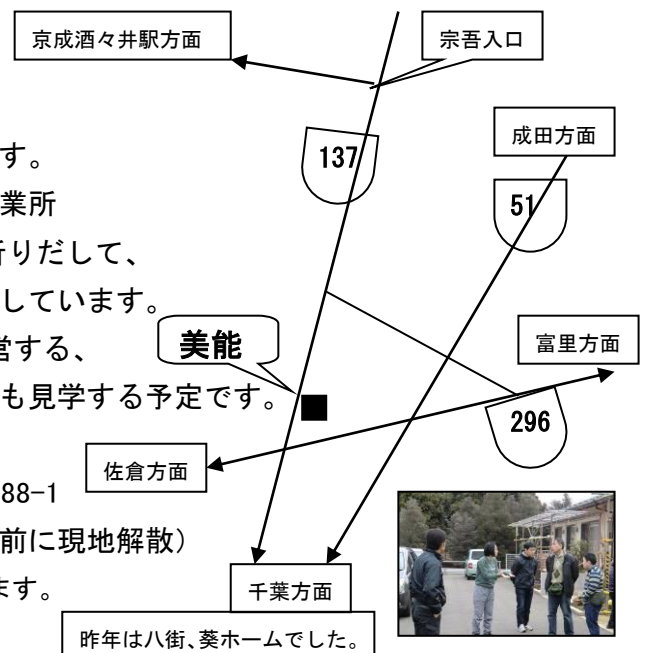 京成酒々井駅方面
宗吾入口
成田方面
137
51
す。
業所
行りだして、
しています。
営する、
美能
富里方面
も見学する予定です。
296
佐倉方面
88-1
前に現地解散）
ます。
千葉方面
昨年は八街、葵ホームでした。